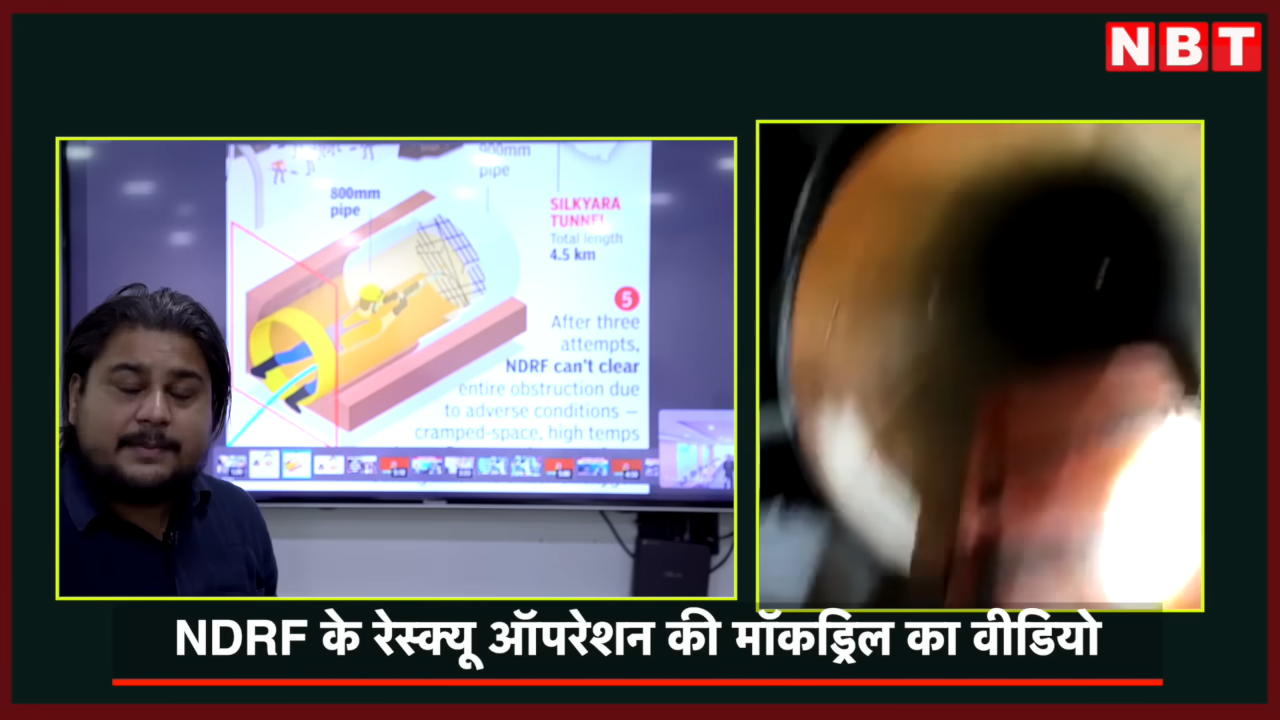 NBT
900mm
pipe
800mm
pipe
SILKYARA
TUNNEL
Total length
4.5 km
5
After three
attempts,
NDRF can't clear
entire obstruction due
to adverse conditions —
cramped-space, high temps
NDRF के रेस्क्यू ऑपरेशन की मॉकड्रिल का वीडियो